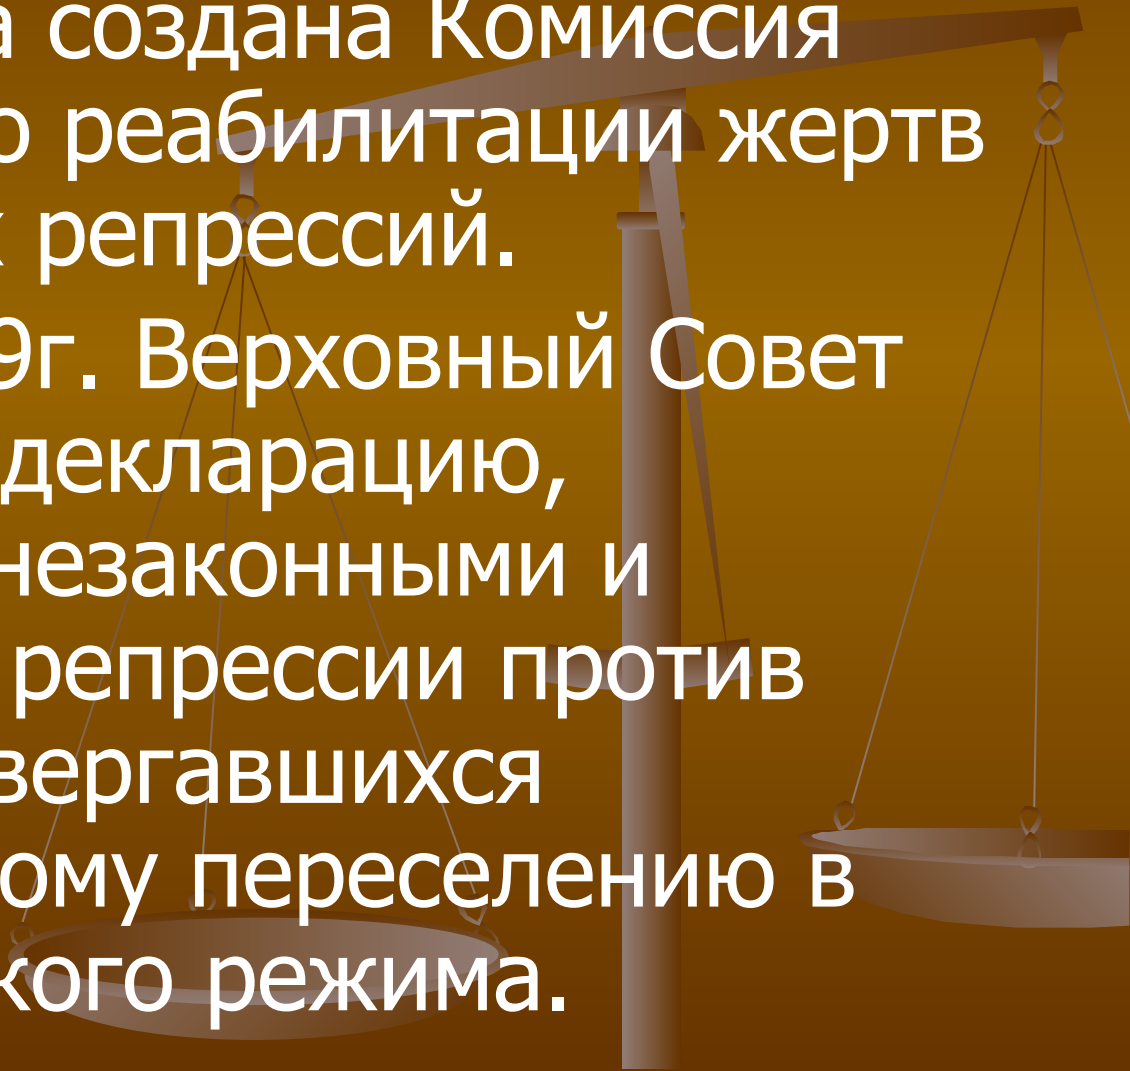 создана Комиссия
реабилитации жертв
репрессий.
9г. Верховный Совет
декларацию,
незаконными и
репрессии против
вергавшихся
ому переселению в
кого режима.